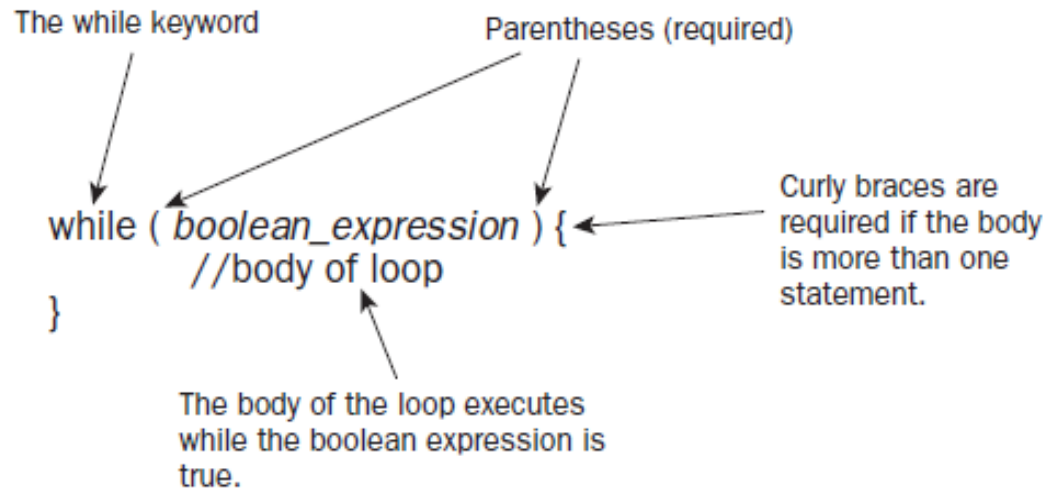 The while keyword
Parentheses (required)
while ( boolean_expression ) {
//body of loop
}
Curly braces are
required if the body
is more than one
statement.
The body of the loop executes
while the boolean expression is
true.